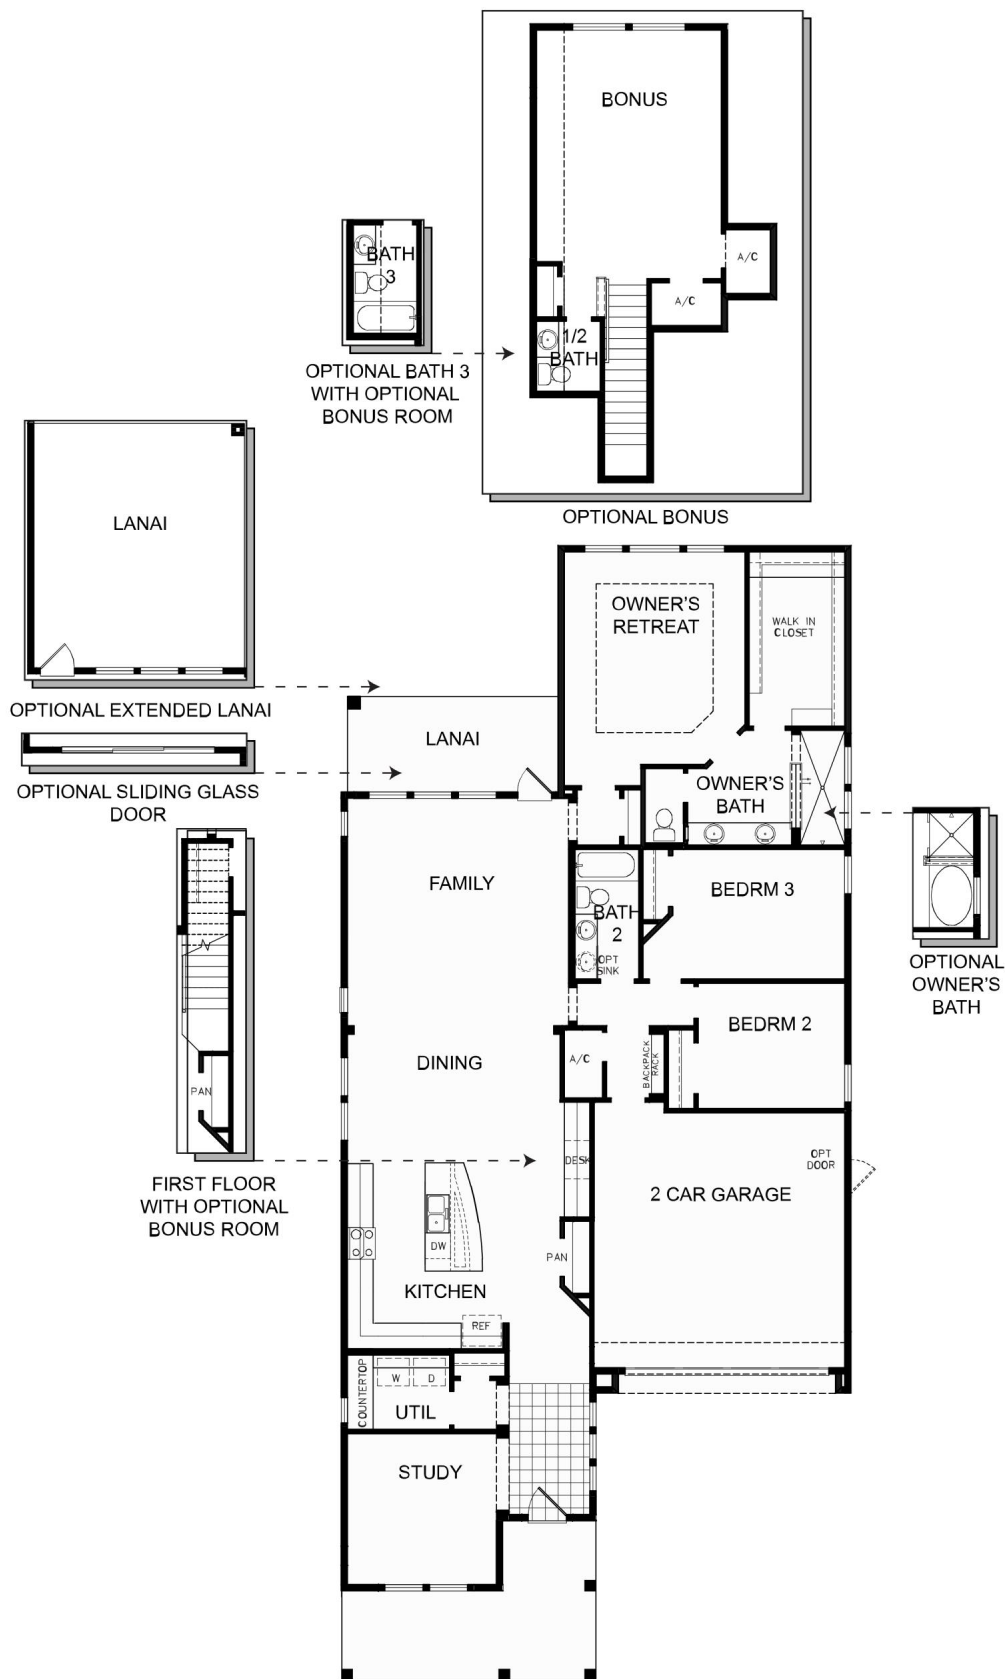 BONUS
A/C
A/C
1/2
BATH
BATH
3
OPTIONAL BATH 3
WITH OPTIONAL
BONUS ROOM
OPTIONAL BONUS
LANAI
OPTIONAL EXTENDED LANAI
OPTIONAL SLIDING GLASS
DOOR
OWNER'S
RETREAT
WALK IN
CLOSET
LANAI
OWNER'S
BATH
FAMILY
BEDRM 3
BATH
2
OPT
SINK
OPTIONAL
OWNER'S
BATH
BEDRM 2
DINING
A/C
BACKPACK
RACK
PAN
FIRST FLOOR
WITH OPTIONAL
BONUS ROOM
DESK
OPT
DOOR
2 CAR GARAGE
DW
PAN
KITCHEN
REF
COUNTERTOP
W
D
UTIL
STUDY